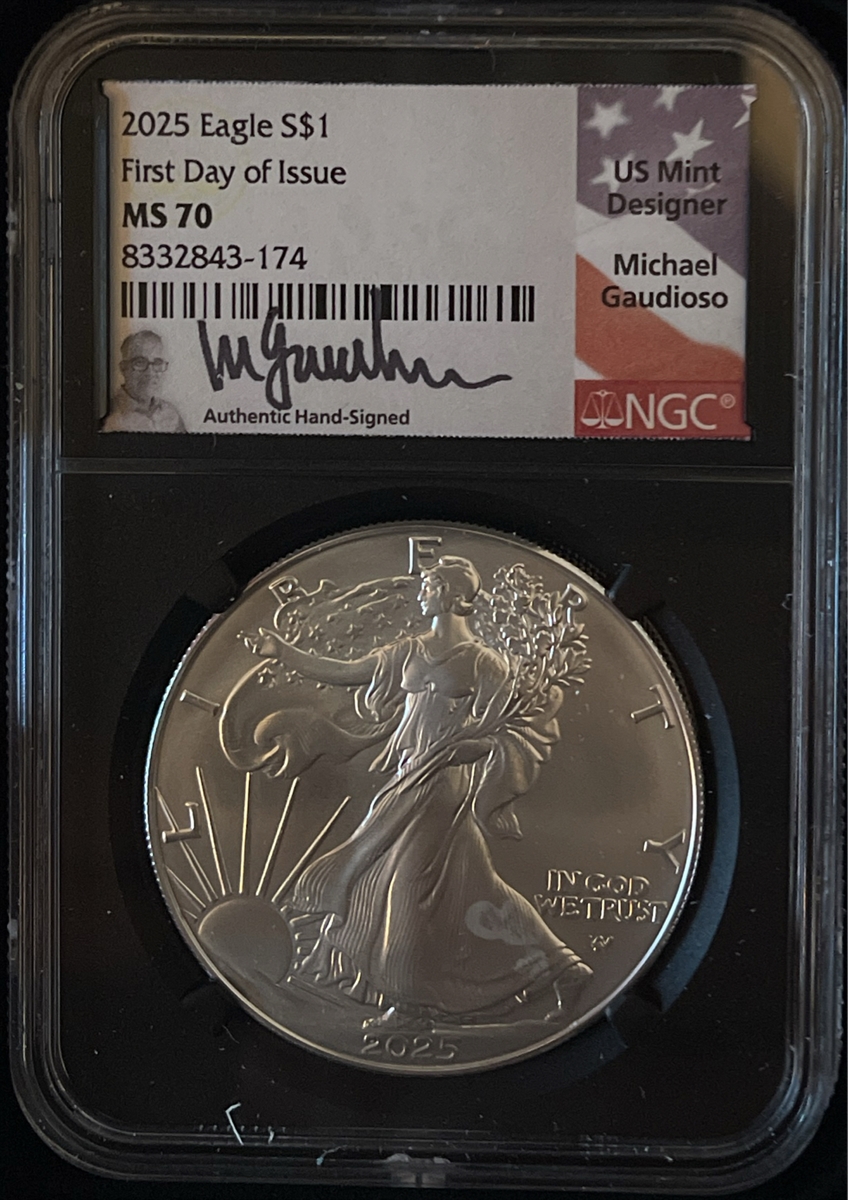 2025 Eagle S$1
First Day of Issue
MS 70
8332843-174
Authentic Hand-Signed
US Mint
Designer
Michael
Gaudioso
NGC®
LIBERTY
IN GOD
WE TRUST
2025